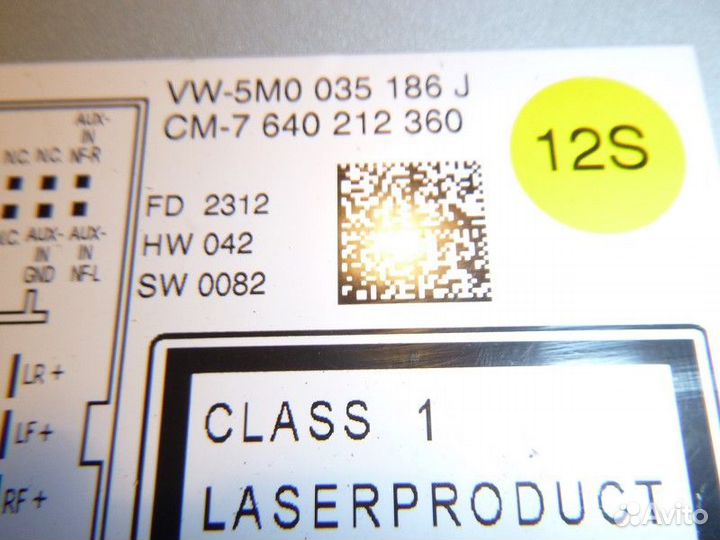 VW-5M0 035 186 J
CM-7 640 212 360
12S
AUX-
IN
N.C. N.C. NF-R
N.C. AUX- AUX-
IN IN
GND NF-L
FD 2312
HW 042
SW 0082
LR +
LF +
RF +
CLASS 1
LASERPRODUCT
Avito